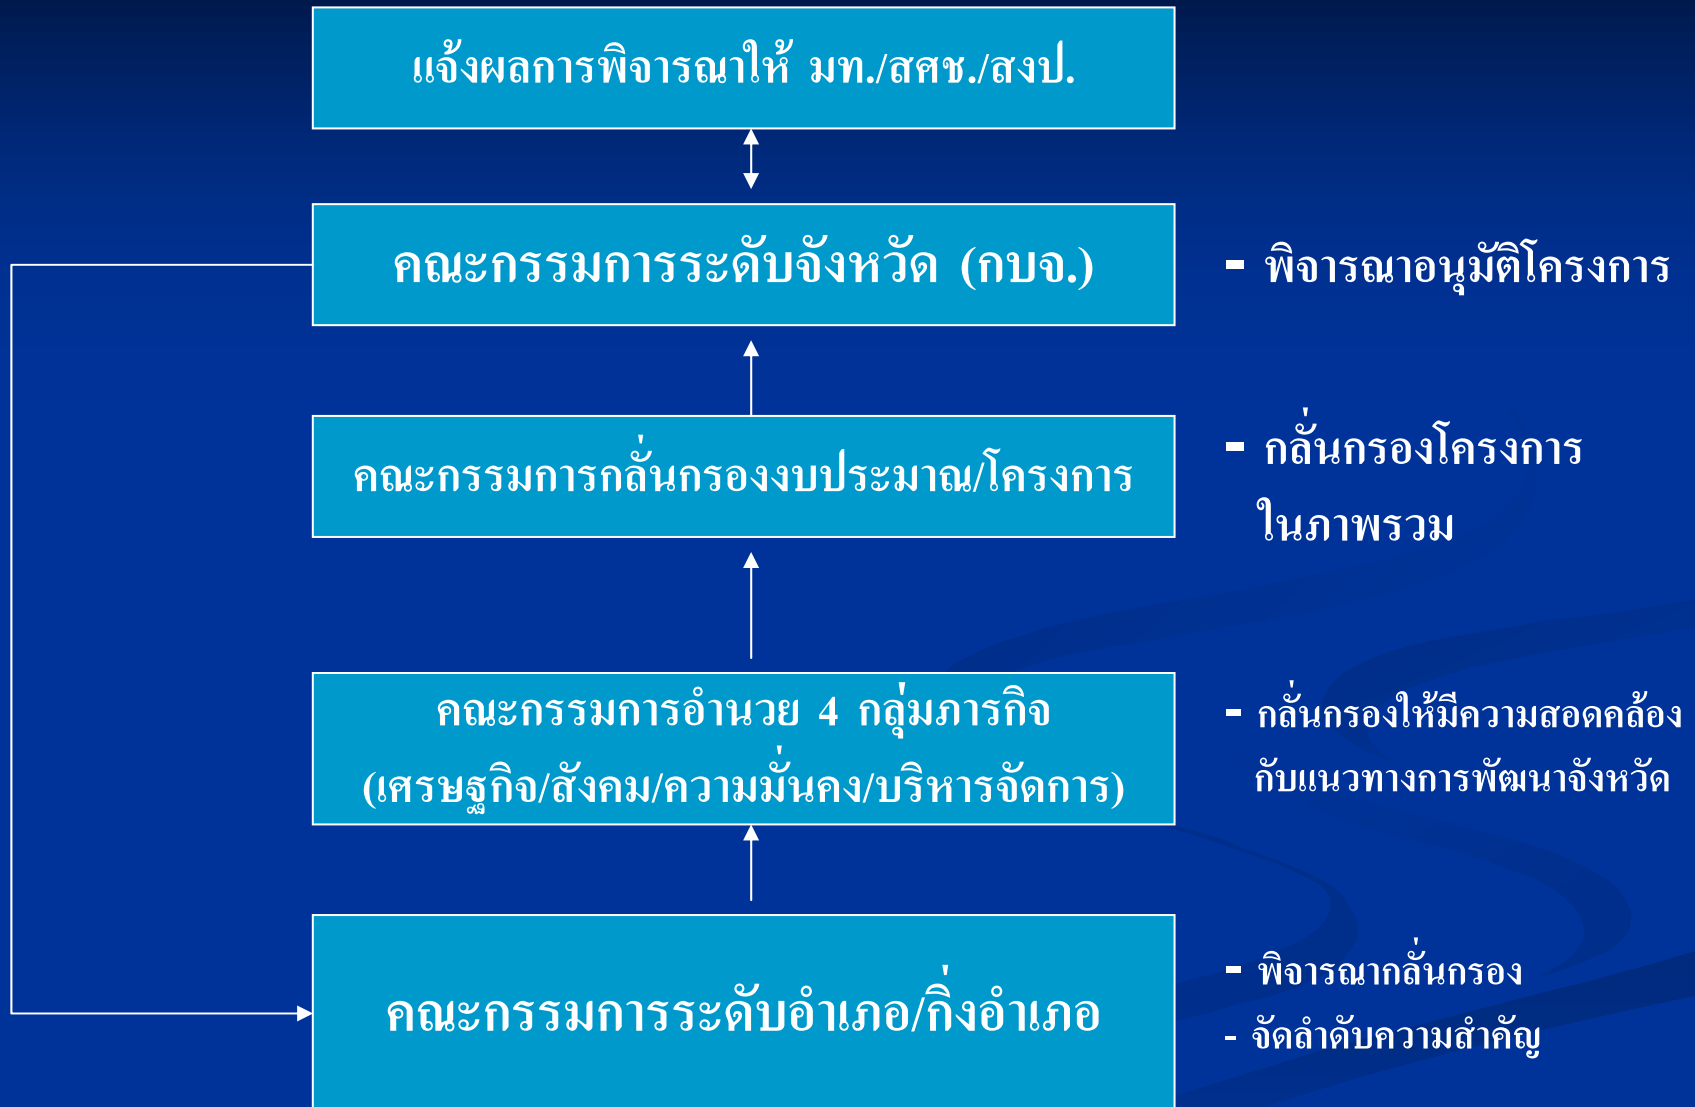 แจ้งผลการพิจารณาให้ มท./สศช./สงป.
คณะกรรมการระดับจังหวัด (กบจ.)
- พิจารณาอนุมัติโครงการ
คณะกรรมการกลั่นกรองงบประมาณ/โครงการ
- กลั่นกรองโครงการ
ในภาพรวม
คณะกรรมการอำนวย 4 กลุ่มภารกิจ
(เศรษฐกิจ/สังคม/ความมั่นคง/บริหารจัดการ)
- กลั่นกรองให้มีความสอดคล้อง
กับแนวทางการพัฒนาจังหวัด
คณะกรรมการระดับอำเภอ/กิ่งอำเภอ
- พิจารณากลั่นกรอง
- จัดลำดับความสำคัญ